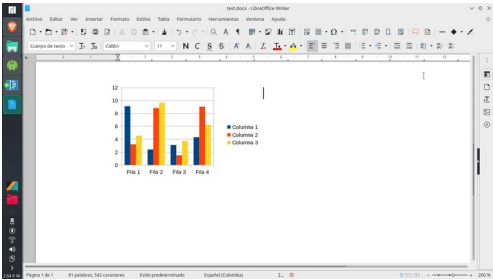 test.docx - LibreOffice Writer
Archivo Editar Ver Insertar Formato Estilos Tabla Formulario Herramientas Ventana Ayuda
Cuerpo de texto Calibri 11 N C S S A A
12
10
8
6
4
2
0
Fila 1 Fila 2 Fila 3 Fila 4
Columna 1
Columna 2
Columna 3
Página 1 de 1 81 palabras, 542 caracteres Estilo predeterminado Español (Colombia) 200 %